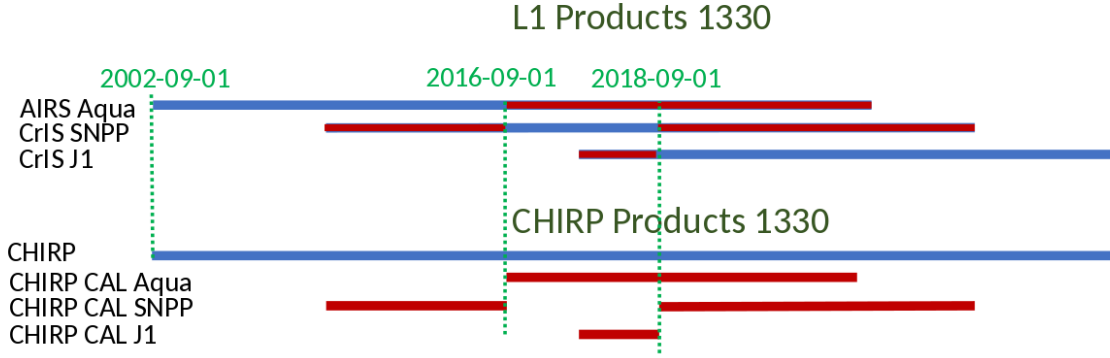 L1 Products 1330
2002-09-01 2016-09-01 2018-09-01
AIRS Aqua
CrIS SNPP
CrIS J1
CHIRP Products 1330
CHIRP
CHIRP CAL Aqua
CHIRP CAL SNPP
CHIRP CAL J1